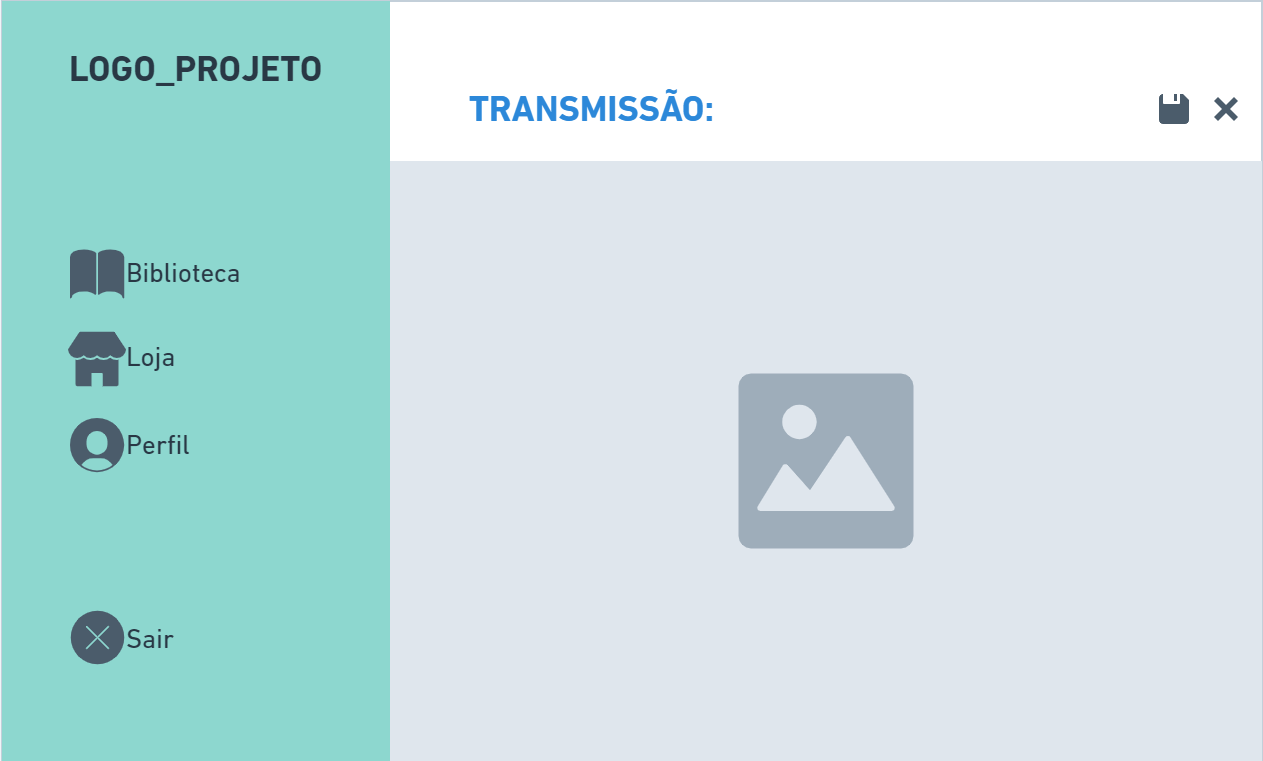 LOGO_PROJETO
TRANSMISSÃO:
Biblioteca
Loja
Perfil
Sair